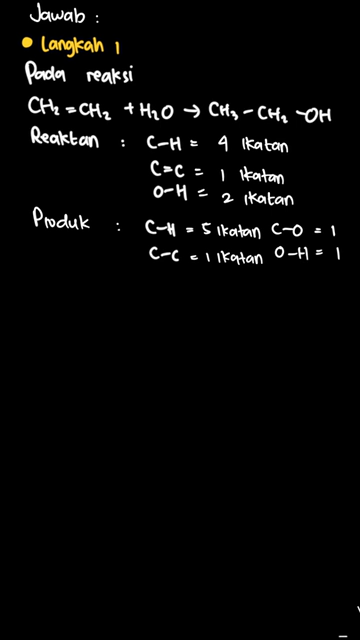 Jawab :
• Langkah 1
Pada reaksi
CH₂ = CH₂ + H₂O → CH₃ – CH₂ – OH
Reaktan : C–H = 4 Ikatan
C=C = 1 Ikatan
O–H = 2 Ikatan
Produk : C–H = 5 Ikatan C–O = 1
C–C = 1 Ikatan O–H = 1